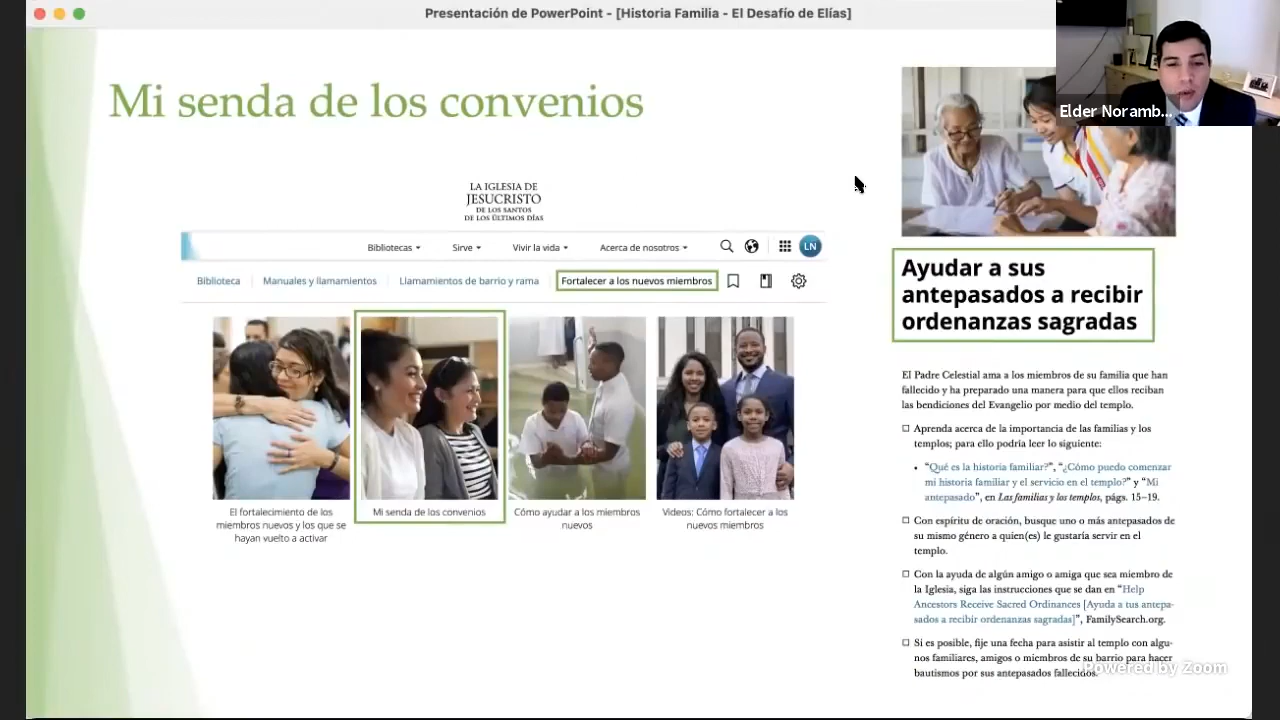 Presentación de PowerPoint - [Historia Familia - El Desafío de Elías]
Elder Noramb...
Mi senda de los convenios
LA IGLESIA DE
JESUCRISTO
DE LOS SANTOS
DE LOS ÚLTIMOS DÍAS
Bibliotecas Sirve Vivir la vida Acerca de nosotros LN
Biblioteca Manuales y llamamientos Llamamientos de barrio y rama Fortalecer a los nuevos miembros
El fortalecimiento de los
miembros nuevos y los que se
hayan vuelto a activar
Mi senda de los convenios
Cómo ayudar a los miembros
nuevos
Videos: Cómo fortalecer a los
nuevos miembros
Ayudar a sus
antepasados a recibir
ordenanzas sagradas
El Padre Celestial ama a los miembros de su familia que han
fallecido y ha preparado una manera para que ellos reciban
las bendiciones del Evangelio por medio del templo.
Aprenda acerca de la importancia de las familias y los
templos; para ello podría leer lo siguiente:
• “Qué es la historia familiar?”, “¿Cómo puedo comenzar
mi historia familiar y el servicio en el templo?” y “Mi
antepasado”, en Las familias y los templos, págs. 15–19.
Con espíritu de oración, busque uno o más antepasados de
su mismo género a quien(es) le gustaría servir en el
templo.
Con la ayuda de algún amigo o amiga que sea miembro de
la Iglesia, siga las instrucciones que se dan en “Help
Ancestors Receive Sacred Ordinances [Ayuda a tus antepa-
sados a recibir ordenanzas sagradas]”, FamilySearch.org.
Si es posible, fije una fecha para asistir al templo con algu-
nos familiares, amigos o miembros de su barrio para hacer
bautismos por sus antepasados fallecidos.
Powered by Zoom